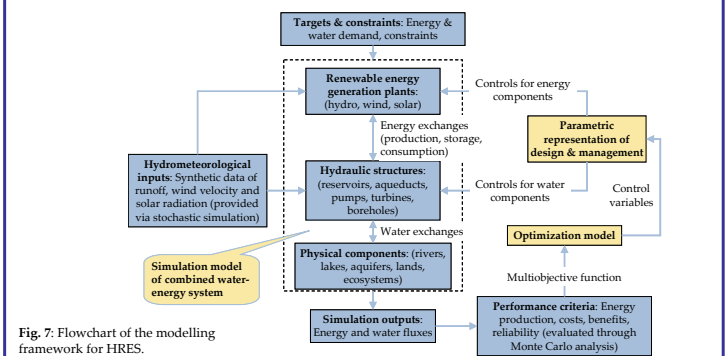 Targets & constraints: Energy &
water demand, constraints
Renewable energy
generation plants:
(hydro, wind, solar)
Controls for energy
components
Energy exchanges
(production, storage,
consumption)
Parametric
representation of
design & management
Hydrometeorological
inputs: Synthetic data of
runoff, wind velocity and
solar radiation (provided
via stochastic simulation)
Hydraulic structures:
(reservoirs, aqueducts,
pumps, turbines,
boreholes)
Controls for water
components
Control
variables
Water exchanges
Optimization model
Simulation model
of combined water-
energy system
Physical components: (rivers,
lakes, aquifers, lands,
ecosystems)
Multiobjective function
Simulation outputs:
Energy and water fluxes
Performance criteria: Energy
production, costs, benefits,
reliability (evaluated through
Monte Carlo analysis)
Fig. 7: Flowchart of the modelling
framework for HRES.